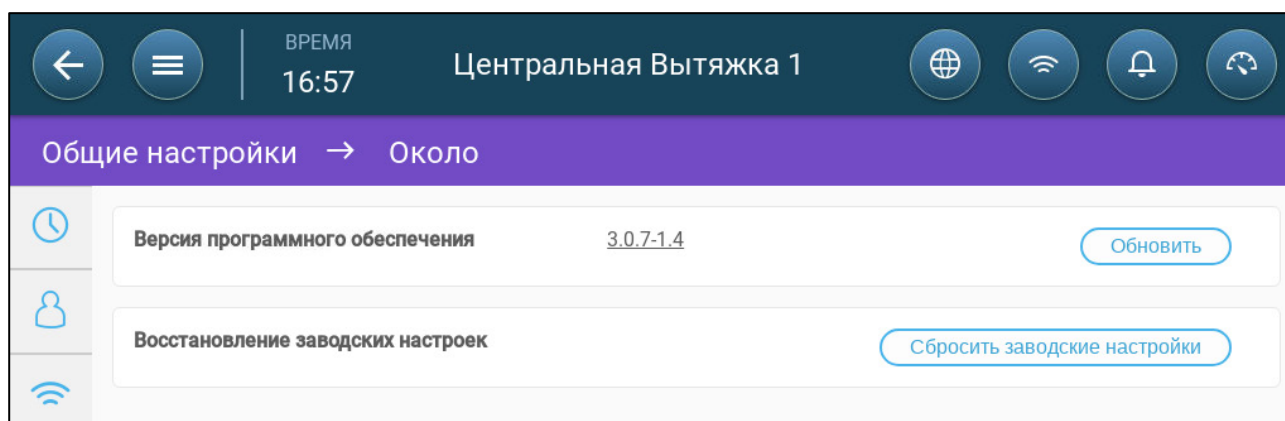 ВРЕМЯ
16:57
Центральная Вытяжка 1
Общие настройки → Около
Версия программного обеспечения 3.0.7-1.4 Обновить
Восстановление заводских настроек Сбросить заводские настройки